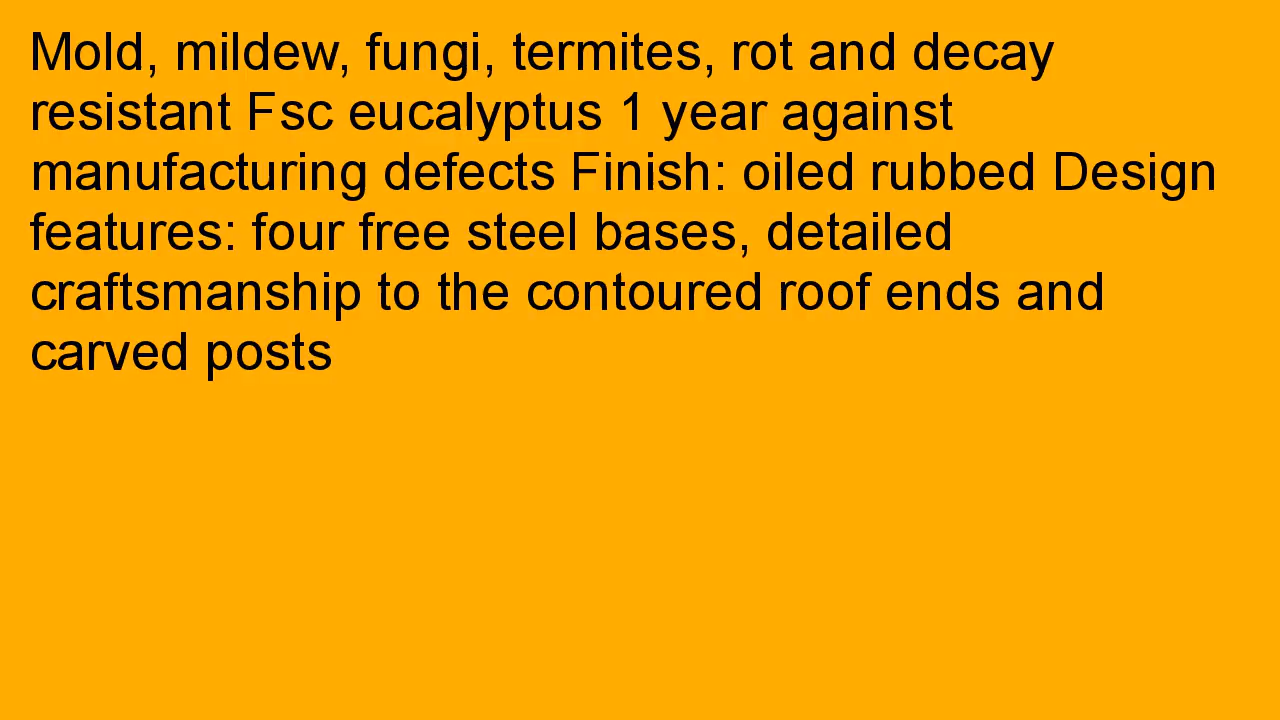 Mold, mildew, fungi, termites, rot and decay
resistant Fsc eucalyptus 1 year against
manufacturing defects Finish: oiled rubbed Design
features: four free steel bases, detailed
craftsmanship to the contoured roof ends and
carved posts